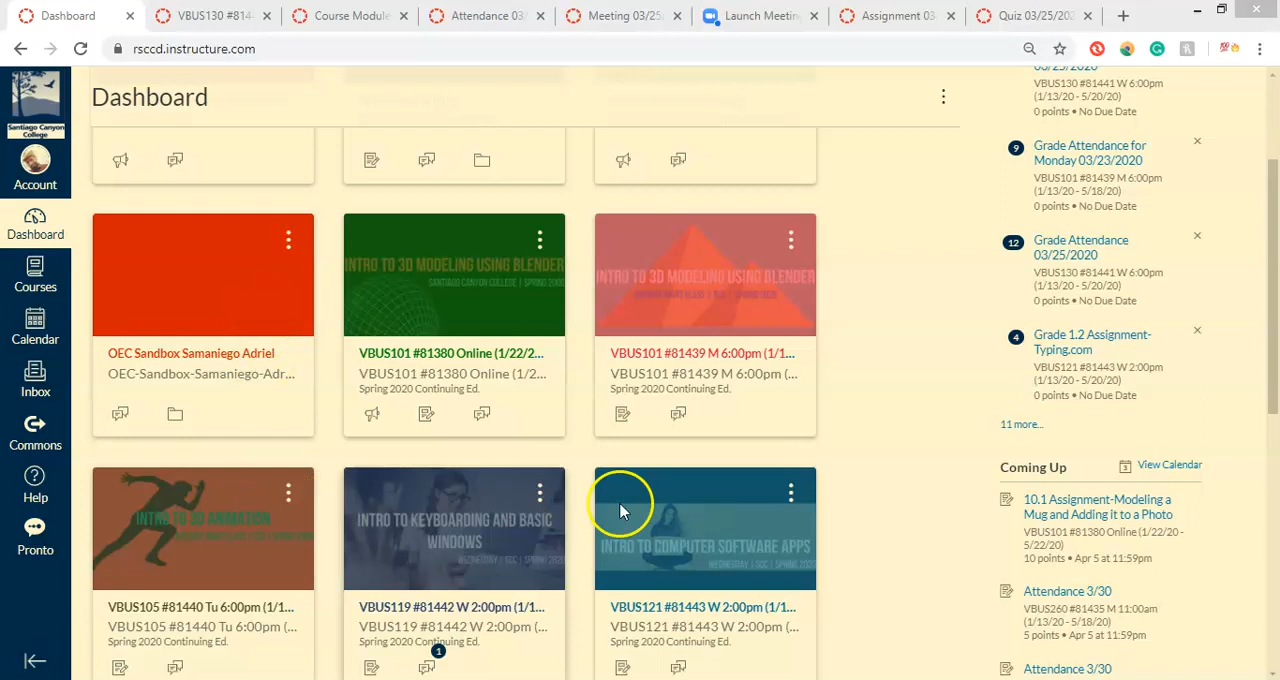 Dashboard
VBUS130 #814
Course Module
Attendance 03/
Meeting 03/25
Launch Meetin
Assignment 03
Quiz 03/25/202
rsccd.instructure.com
Santiago Canyon
College
Account
Dashboard
Courses
Calendar
Inbox
Commons
Help
Pronto
Dashboard
OEC Sandbox Samaniego Adriel
OEC-Sandbox-Samaniego-Adr...
INTRO TO 3D MODELING USING BLENDER
VBUS101 #81380 Online (1/22/2...
VBUS101 #81380 Online (1/2...
Spring 2020 Continuing Ed.
INTRO TO 3D MODELING USING BLENDER
VBUS101 #81439 M 6:00pm (1/1...
VBUS101 #81439 M 6:00pm (...
Spring 2020 Continuing Ed.
INTRO TO 3D ANIMATION
VBUS105 #81440 Tu 6:00pm (1/1...
VBUS105 #81440 Tu 6:00pm (...
Spring 2020 Continuing Ed.
INTRO TO KEYBOARDING AND BASIC
WINDOWS
WEDNESDAY | SCC | SPRING 202
VBUS119 #81442 W 2:00pm (1/1...
VBUS119 #81442 W 2:00pm (...
Spring 2020 Continuing Ed.
1
INTRO TO COMPUTER SOFTWARE APPS
WEDNESDAY | SCC | SPRING 202
VBUS121 #81443 W 2:00pm (1/1...
VBUS121 #81443 W 2:00pm (...
Spring 2020 Continuing Ed.
03/25/2020
VBUS130 #81441 W 6:00pm
(1/13/20 - 5/20/20)
0 points • No Due Date
9
Grade Attendance for
Monday 03/23/2020
VBUS101 #81439 M 6:00pm
(1/13/20 - 5/18/20)
0 points • No Due Date
12
Grade Attendance
03/25/2020
VBUS130 #81441 W 6:00pm
(1/13/20 - 5/20/20)
0 points • No Due Date
4
Grade 1.2 Assignment-
Typing.com
VBUS121 #81443 W 2:00pm
(1/13/20 - 5/20/20)
0 points • No Due Date
11 more...
Coming Up
View Calendar
10.1 Assignment-Modeling a
Mug and Adding it to a Photo
VBUS101 #81380 Online (1/22/20 -
5/22/20)
10 points • Apr 5 at 11:59pm
Attendance 3/30
VBUS260 #81435 M 11:00am
(1/13/20 - 5/18/20)
5 points • Apr 5 at 11:59pm
Attendance 3/30